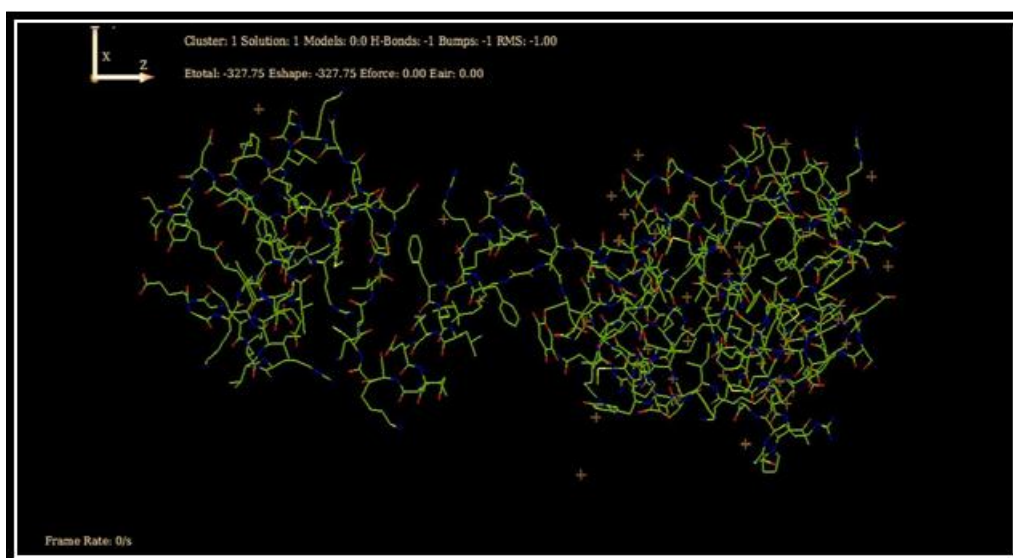 X
Z
Cluster: 1 Solution: 1 Models: 0:0 H-Bonds: -1 Bumps: -1 RMS: -1.00
Etotal: -327.75 Eshape: -327.75 Eforce: 0.00 Eair: 0.00
Frame Rate: 0/s